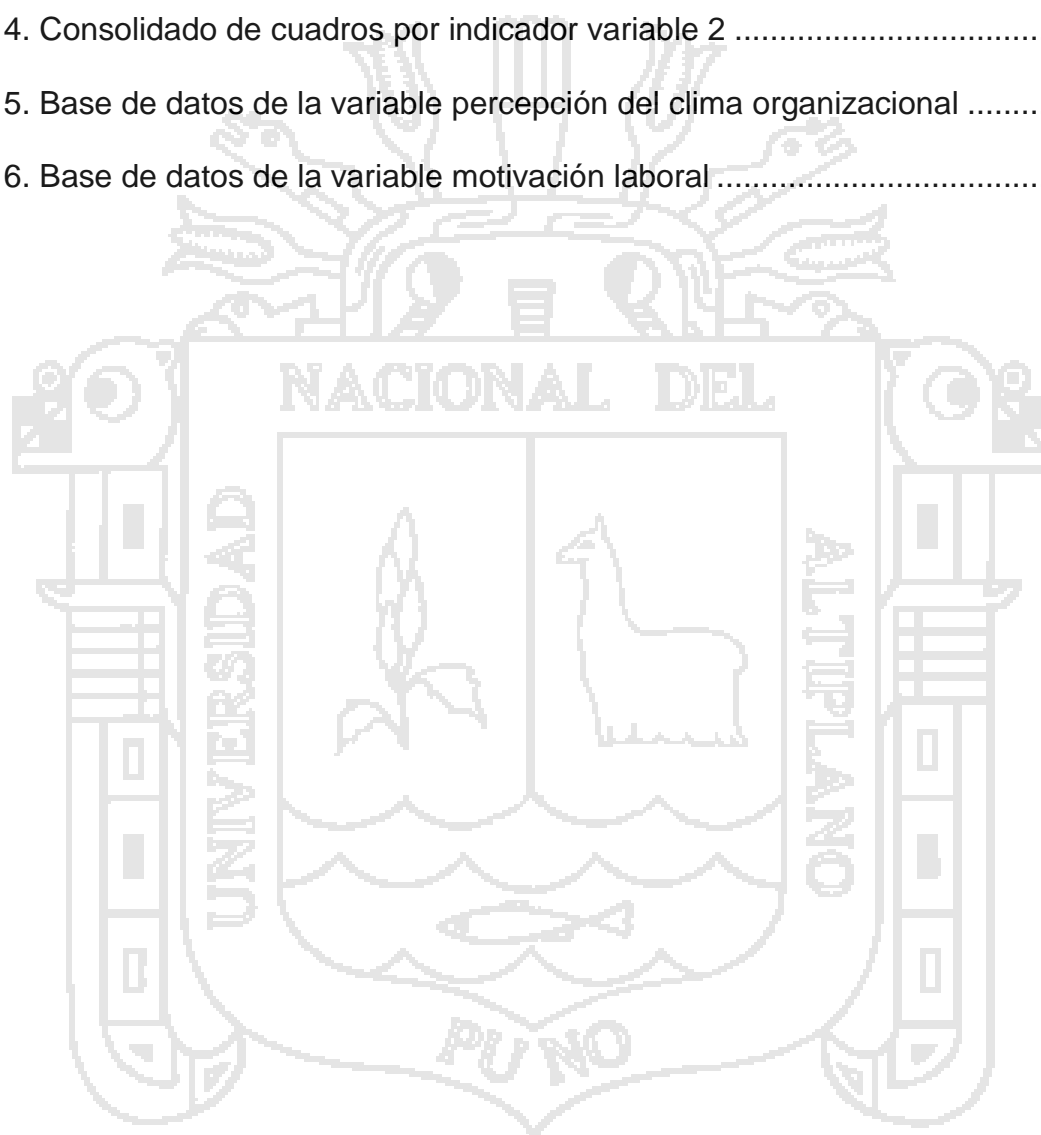 4. Consolidado de cuadros por indicador variable 2 ..................................
5. Base de datos de la variable percepción del clima organizacional ........
6. Base de datos de la variable motivación laboral ....................................
NACIONAL DEL
UNIVERSIDAD
ALTIPLANO
PUNO